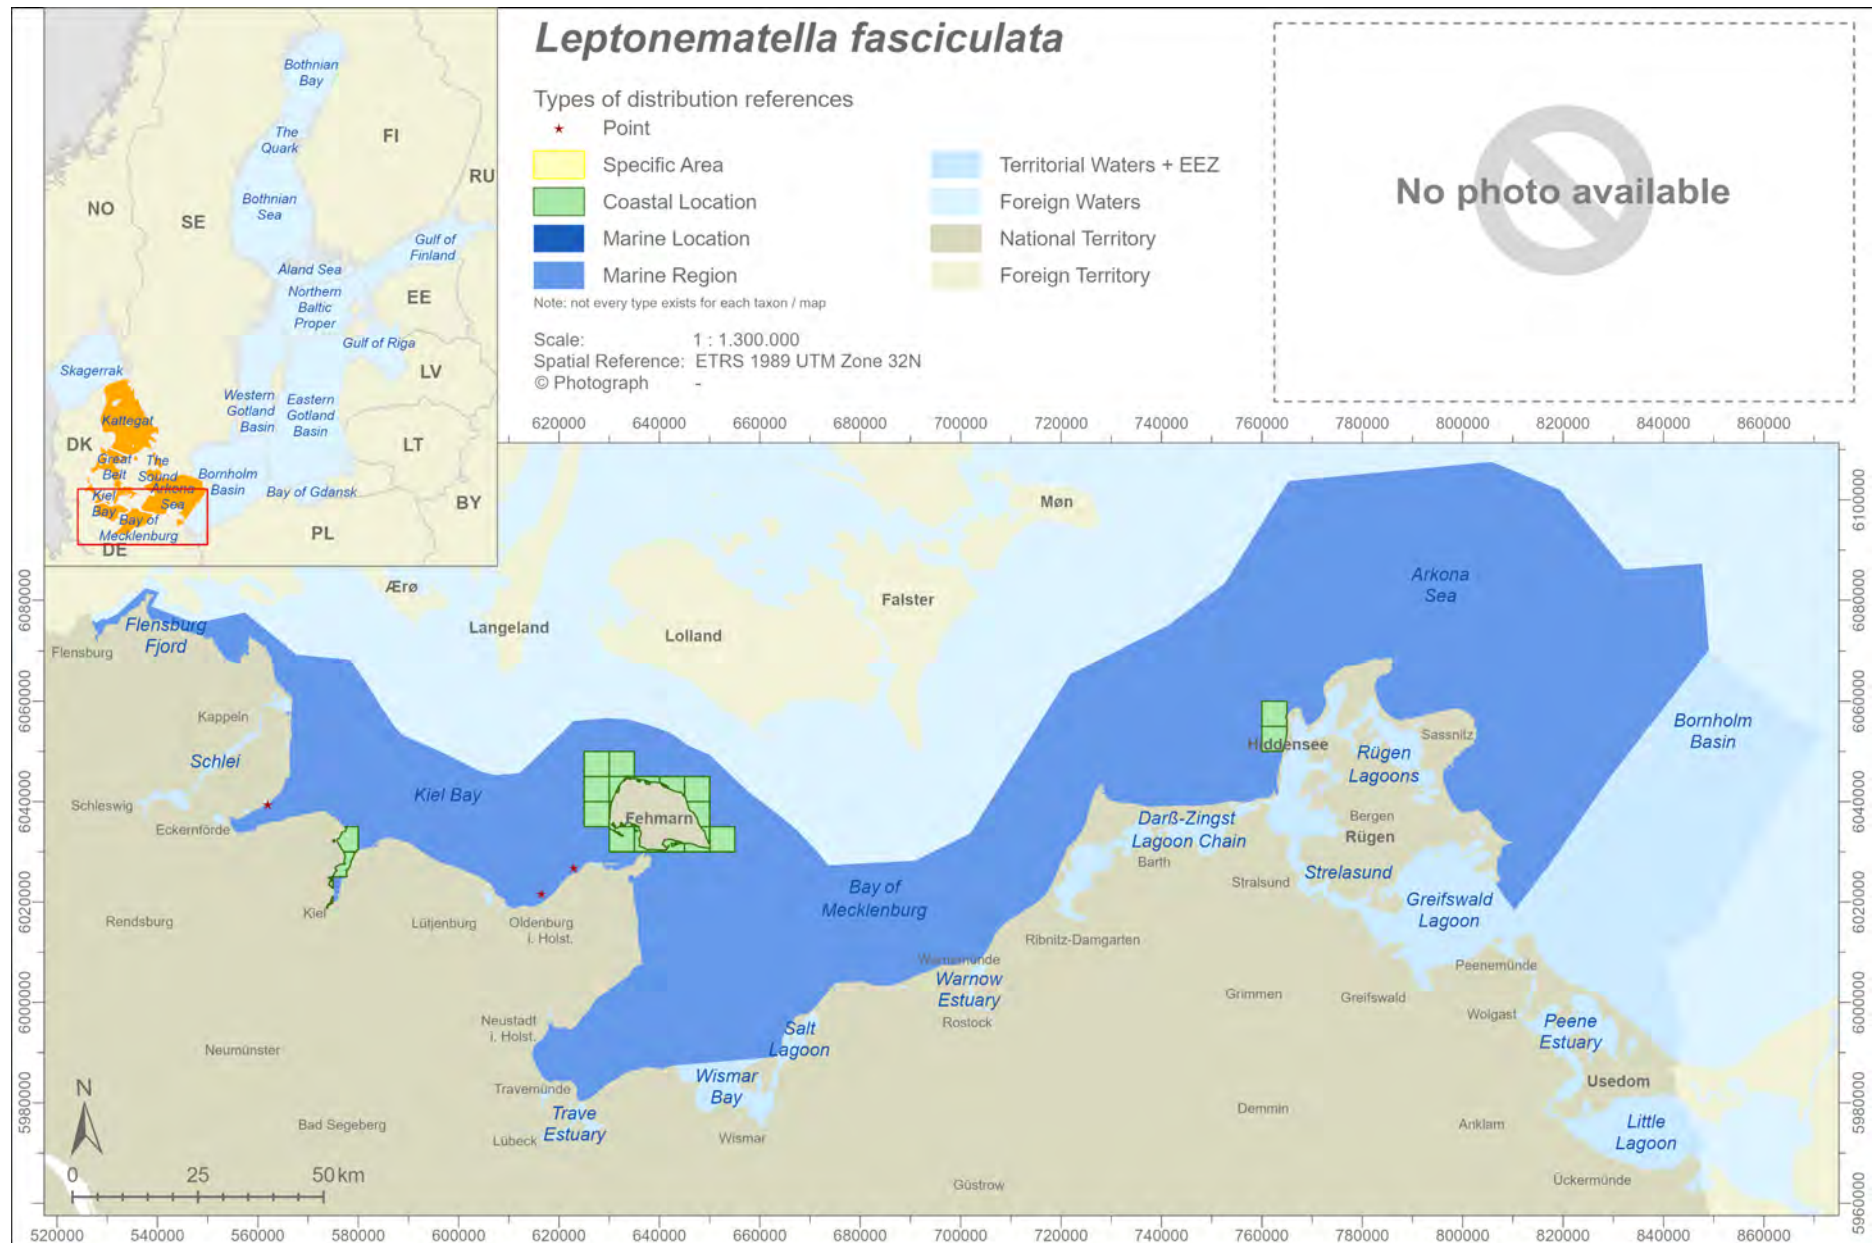 Leptonematella fasciculata
Types of distribution references
Point
Specific Area
Coastal Location
Marine Location
Marine Region
Territorial Waters + EEZ
Foreign Waters
National Territory
Foreign Territory
Note: not every type exists for each taxon / map
Scale: 1 : 1.300.000
Spatial Reference: ETRS 1989 UTM Zone 32N
© Photograph -
No photo available
Bothnian
Bay
The
Quark
FI
RU
NO
SE
Bothnian
Sea
Gulf of
Finland
Åland Sea
Northern
Baltic
Proper
EE
Gulf of Riga
Skagerrak
LV
Western
Gotland
Basin
Eastern
Gotland
Basin
Kattegat
DK
LT
Great
Belt
The
Sound
Bornholm
Basin
Arkona
Sea
Bay of Gdansk
Kiel
Bay
Bay of
Mecklenburg
BY
PL
DE
620000 640000 660000 680000 700000 720000 740000 760000 780000 800000 820000 840000 860000
6080000
6060000
6040000
6020000
6000000
5980000
6100000
6080000
6060000
6040000
6020000
6000000
5980000
5960000
Møn
Ærø
Langeland
Lolland
Falster
Arkona
Sea
Flensburg
Fjord
Flensburg
Kappeln
Schlei
Schleswig
Eckernförde
Kiel Bay
Fehmarn
Hiddensee
Sassnitz
Rügen
Lagoons
Bornholm
Basin
Bergen
Rügen
Darß-Zingst
Lagoon Chain
Barth
Strelasund
Stralsund
Greifswald
Lagoon
Bay of
Mecklenburg
Rendsburg
Kiel
Lütjenburg
Oldenburg
i. Holst.
Ribnitz-Damgarten
Warnemünde
Warnow
Estuary
Rostock
Peenemünde
Grimmen
Greifswald
Wolgast
Peene
Estuary
Neustadt
i. Holst.
Salt
Lagoon
Neumünster
Wismar
Bay
Travemünde
Trave
Estuary
Usedom
Bad Segeberg
Lübeck
Wismar
Demmin
Anklam
Little
Lagoon
Güstrow
Ückermünde
N
0 25 50 km
520000 540000 560000 580000 600000 620000 640000 660000 680000 700000 720000 740000 760000 780000 800000 820000 840000 860000